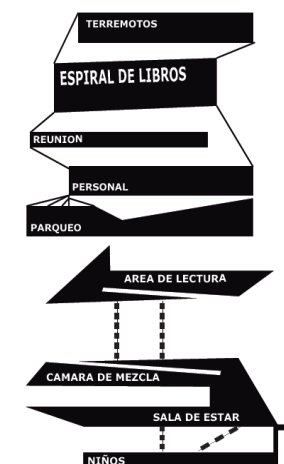 TERREMOTOS
ESPIRAL DE LIBROS
REUNION
PERSONAL
PARQUEO
AREA DE LECTURA
CAMARA DE MEZCLA
SALA DE ESTAR
NIÑOS